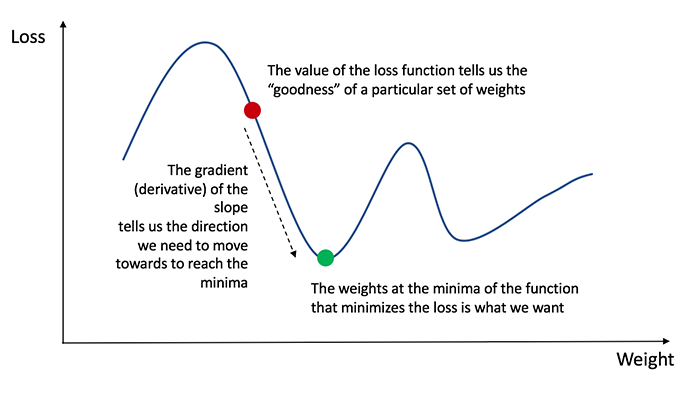 Loss
The value of the loss function tells us the
“goodness” of a particular set of weights
The gradient
(derivative) of the
slope
tells us the direction
we need to move
towards to reach the
minima
The weights at the minima of the function
that minimizes the loss is what we want
Weight